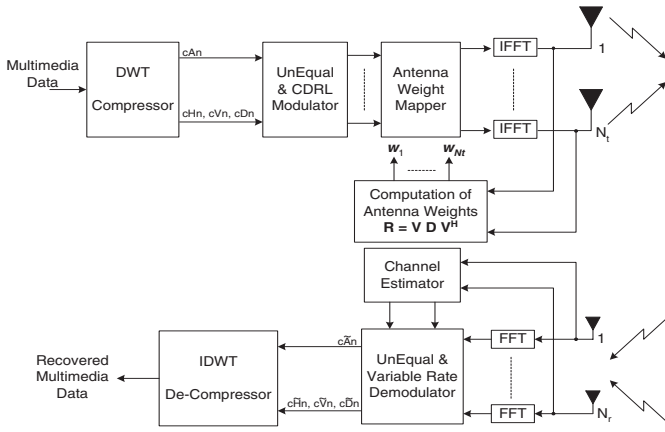 Multimedia
Data
DWT
Compressor
cAn
cHn, cVn, cDn
UnEqual
& CDRL
Modulator
Antenna
Weight
Mapper
IFFT
IFFT
1
Nt
w1
wNt
Computation of
Antenna Weights
R = V D V^H
Channel
Estimator
Recovered
Multimedia
Data
IDWT
De-Compressor
cÃn
cH̃n, cṼn, cD̃n
UnEqual &
Variable Rate
Demodulator
FFT
FFT
1
Nr